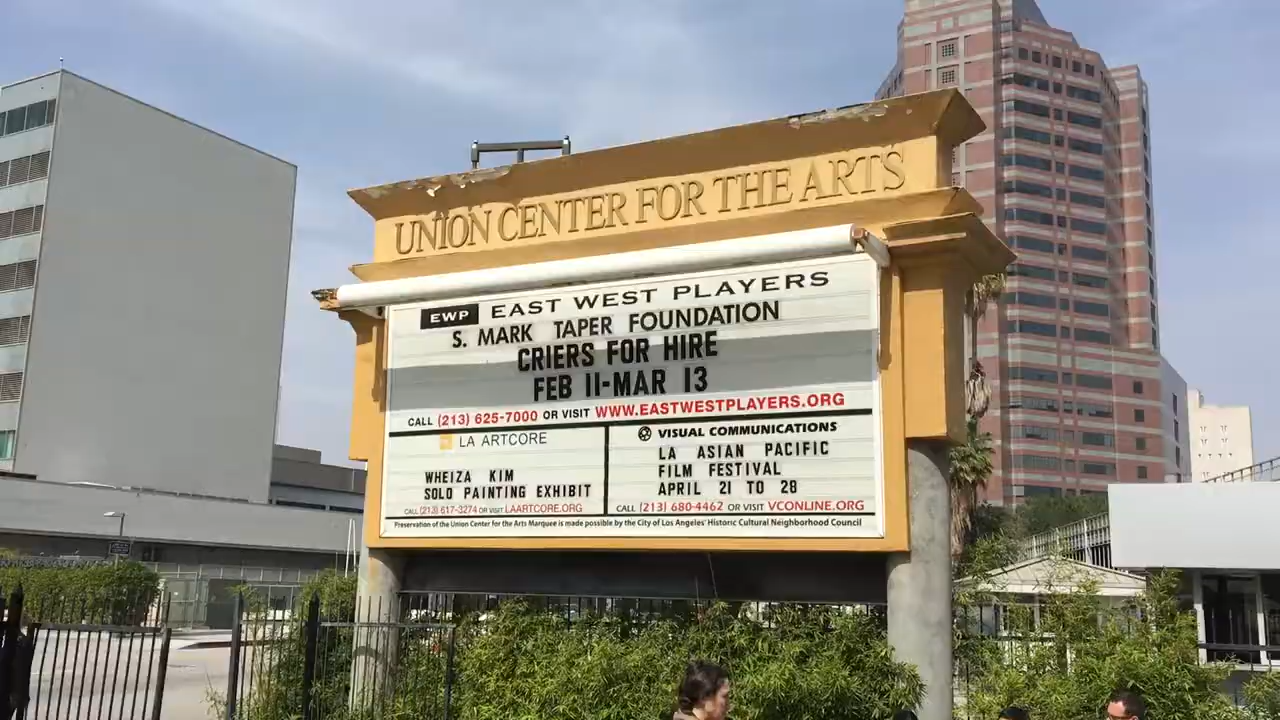 UNION CENTER FOR THE ARTS
EWP EAST WEST PLAYERS
S. MARK TAPER FOUNDATION
CRIERS FOR HIRE
FEB 11-MAR 13
CALL (213) 625-7000 OR VISIT WWW.EASTWESTPLAYERS.ORG
LA ARTCORE
WHEIZA KIM
SOLO PAINTING EXHIBIT
CALL (213) 617-3274 OR VISIT LAARTCORE.ORG
VISUAL COMMUNICATIONS
LA ASIAN PACIFIC
FILM FESTIVAL
APRIL 21 TO 28
CALL (213) 680-4462 OR VISIT VCONLINE.ORG
Preservation of the Union Center for the Arts Marquee is made possible by the City of Los Angeles' Historic Cultural Neighborhood Council